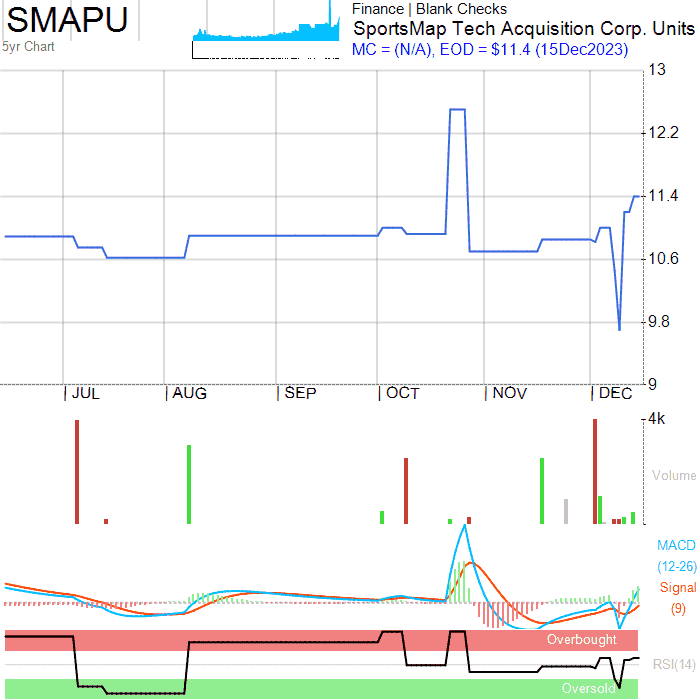 SMAPU
5yr Chart
Finance | Blank Checks
SportsMap Tech Acquisition Corp. Units
MC = (N/A), EOD = $11.4 (15Dec2023)
13
12.2
11.4
10.6
9.8
9
| JUL | AUG | SEP | OCT | NOV | DEC
4k
Volume
MACD
(12-26)
Signal
(9)
Overbought
RSI(14)
Oversold